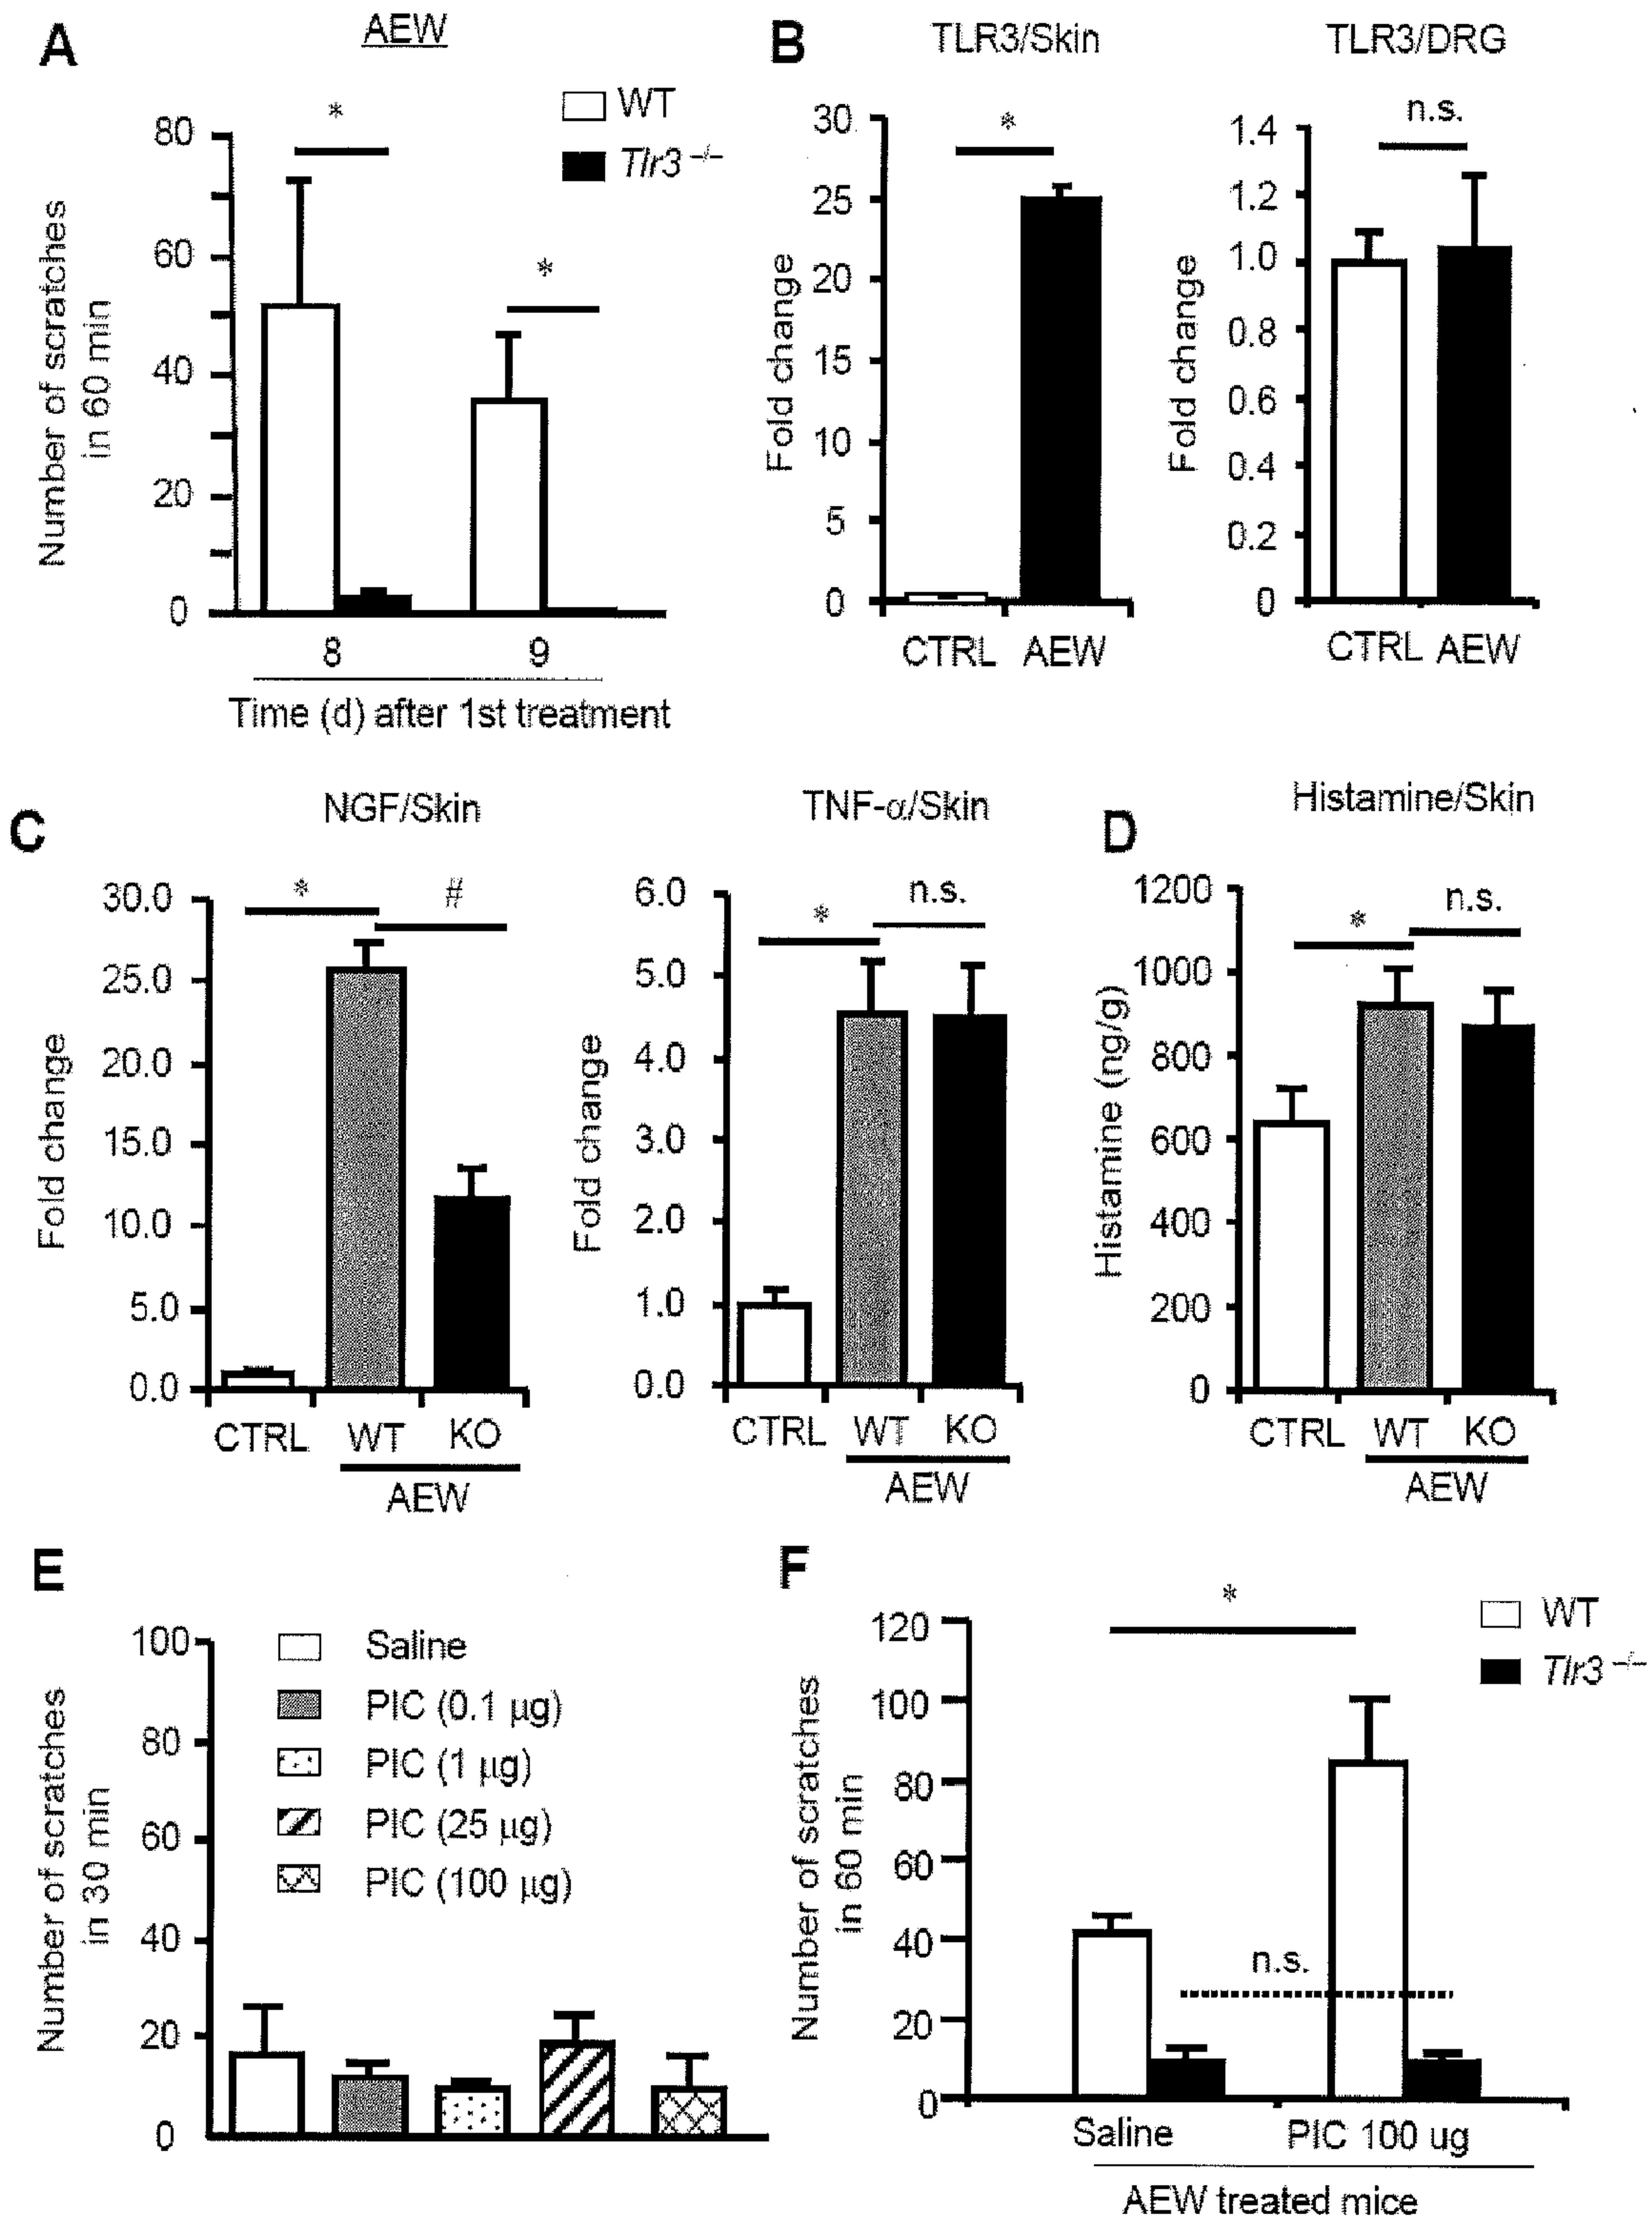 A
AEW
WT
Tlr3 -/-
Number of scratches
in 60 min
80
60
40
20
0
*
*
8
9
Time (d) after 1st treatment
B
TLR3/Skin
Fold change
30
25
20
15
10
5
0
*
CTRL
AEW
TLR3/DRG
Fold change
1.4
1.2
1.0
0.8
0.6
0.4
0.2
0
n.s.
CTRL
AEW
C
NGF/Skin
Fold change
30.0
25.0
20.0
15.0
10.0
5.0
0.0
*
#
CTRL
WT
KO
AEW
TNF-α/Skin
Fold change
6.0
5.0
4.0
3.0
2.0
1.0
0.0
*
n.s.
CTRL
WT
KO
AEW
D
Histamine/Skin
Histamine (ng/g)
1200
1000
800
600
400
200
0
*
n.s.
CTRL
WT
KO
AEW
E
Number of scratches
in 30 min
100
80
60
40
20
0
Saline
PIC (0.1 µg)
PIC (1 µg)
PIC (25 µg)
PIC (100 µg)
F
Number of scratches
in 60 min
120
100
80
60
40
20
0
*
n.s.
WT
Tlr3 -/-
Saline
PIC 100 ug
AEW treated mice